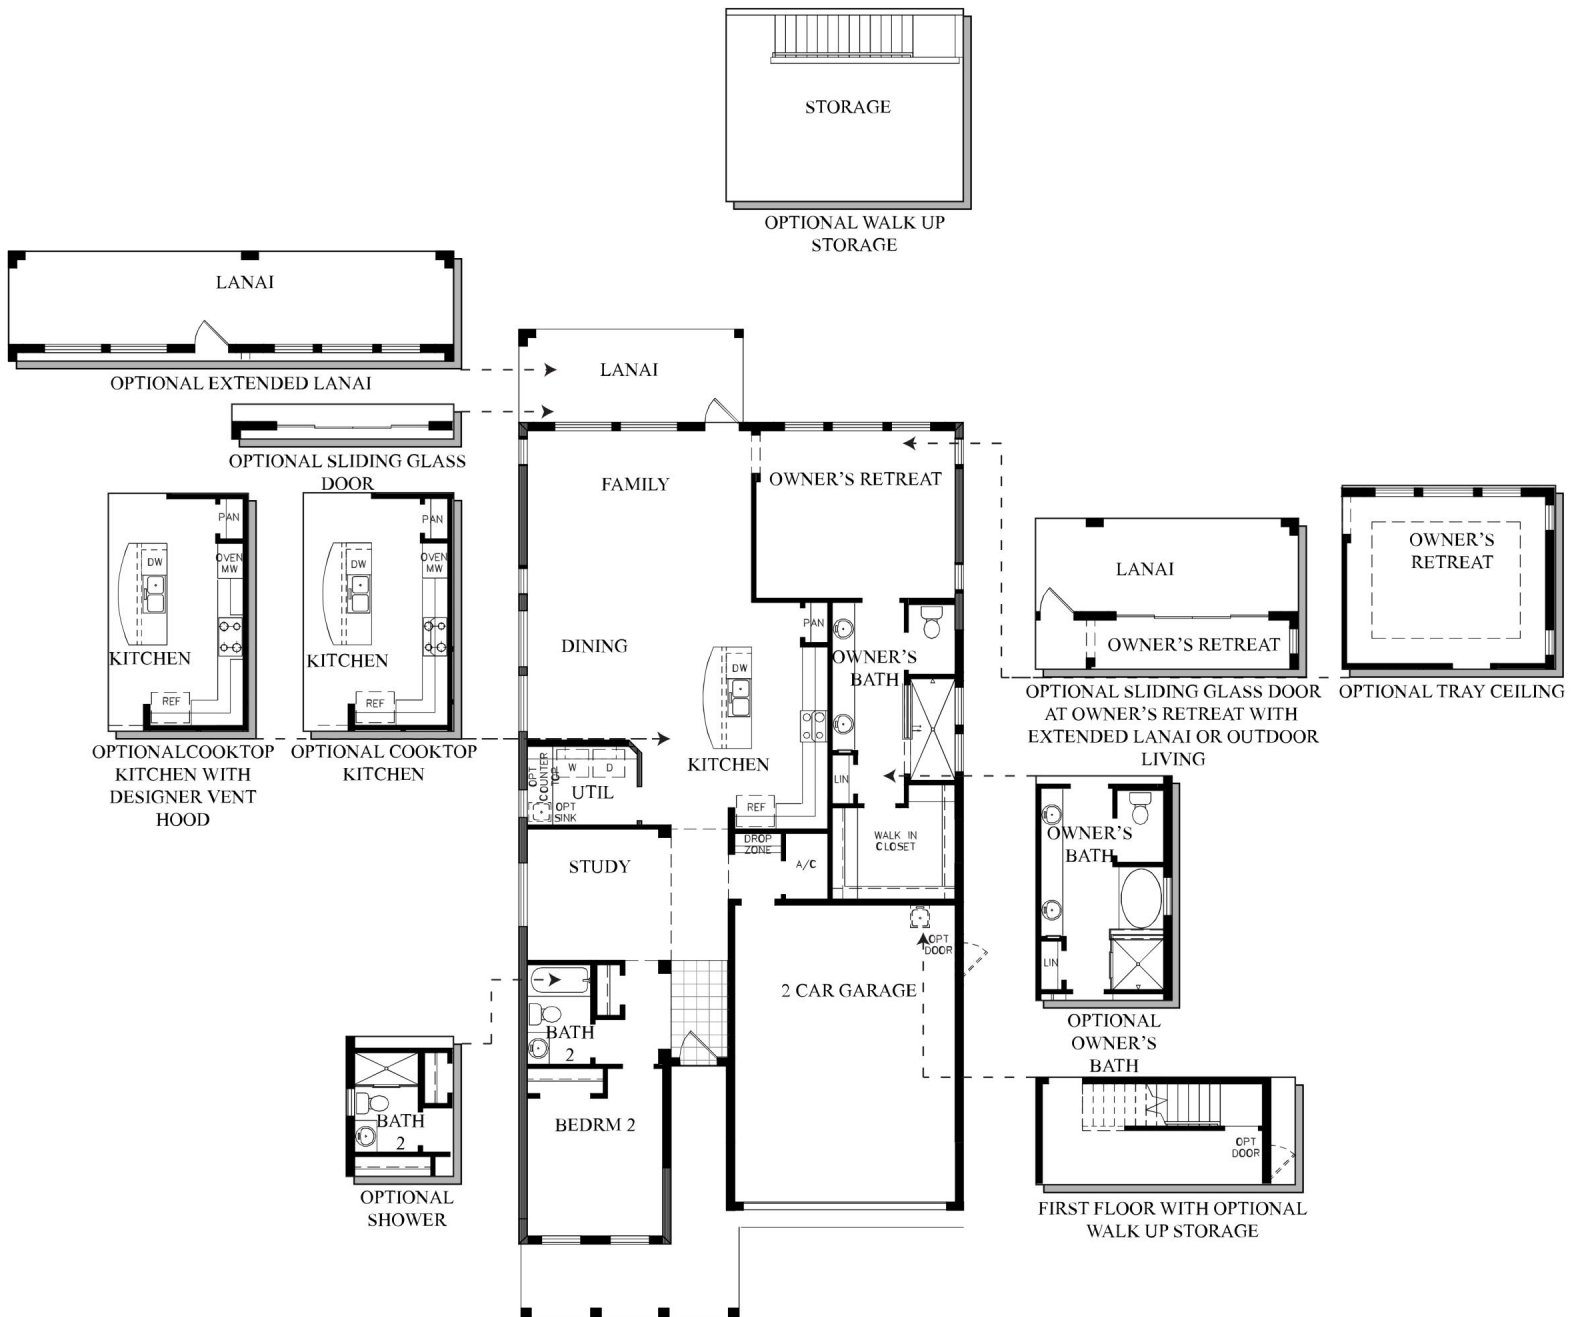 STORAGE
OPTIONAL WALK UP
STORAGE
LANAI
OPTIONAL EXTENDED LANAI
OPTIONAL SLIDING GLASS
DOOR
PAN
OVEN
MW
DW
KITCHEN
REF
OPTIONALCOOKTOP
KITCHEN WITH
DESIGNER VENT
HOOD
PAN
OVEN
MW
DW
KITCHEN
REF
OPTIONAL COOKTOP
KITCHEN
LANAI
FAMILY
OWNER'S RETREAT
DINING
PAN
OWNER'S
BATH
DW
KITCHEN
REF
LIN
OPT
COUNTER
TOP
W
D
UTIL
OPT
SINK
WALK IN
CLOSET
DROP
ZONE
A/C
STUDY
OPT
DOOR
2 CAR GARAGE
BATH
2
BEDRM 2
BATH
2
OPTIONAL
SHOWER
LANAI
OWNER'S RETREAT
OPTIONAL SLIDING GLASS DOOR
AT OWNER'S RETREAT WITH
EXTENDED LANAI OR OUTDOOR
LIVING
OWNER'S
RETREAT
OPTIONAL TRAY CEILING
OWNER'S
BATH
LIN
OPTIONAL
OWNER'S
BATH
OPT
DOOR
FIRST FLOOR WITH OPTIONAL
WALK UP STORAGE